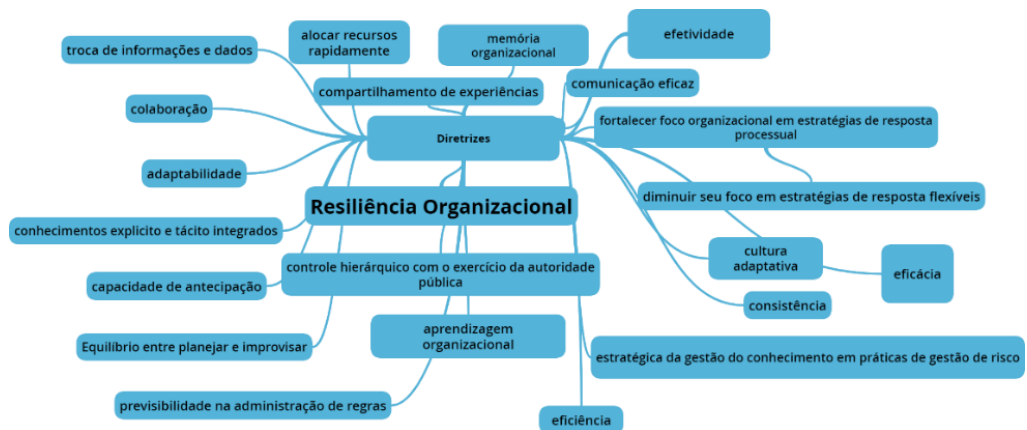 efetividade
alocar recursos
rapidamente
memória
organizacional
troca de informações e dados
comunicação eficaz
compartilhamento de experiências
colaboração
fortalecer foco organizacional em estratégias de resposta
processual
Diretrizes
adaptabilidade
diminuir seu foco em estratégias de resposta flexíveis
Resiliência Organizacional
conhecimentos explicito e tácito integrados
cultura
adaptativa
controle hierárquico com o exercício da autoridade
pública
eficácia
capacidade de antecipação
consistência
aprendizagem
organizacional
Equilíbrio entre planejar e improvisar
estratégica da gestão do conhecimento em práticas de gestão de risco
previsibilidade na administração de regras
eficiência